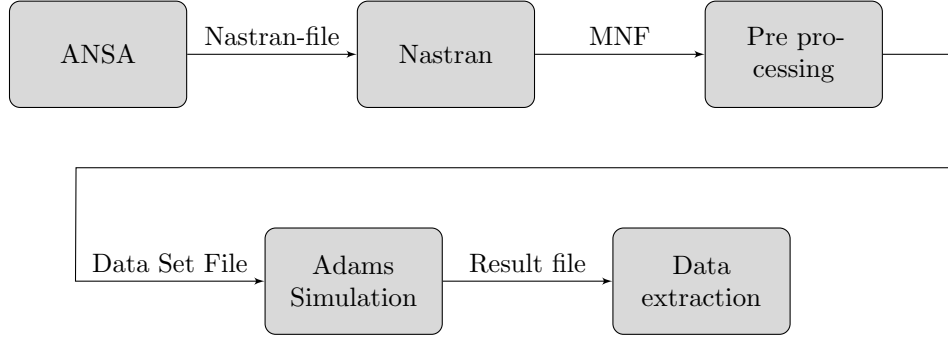 ANSA
Nastran-file
Nastran
MNF
Pre pro-
cessing
Data Set File
Adams
Simulation
Result file
Data
extraction